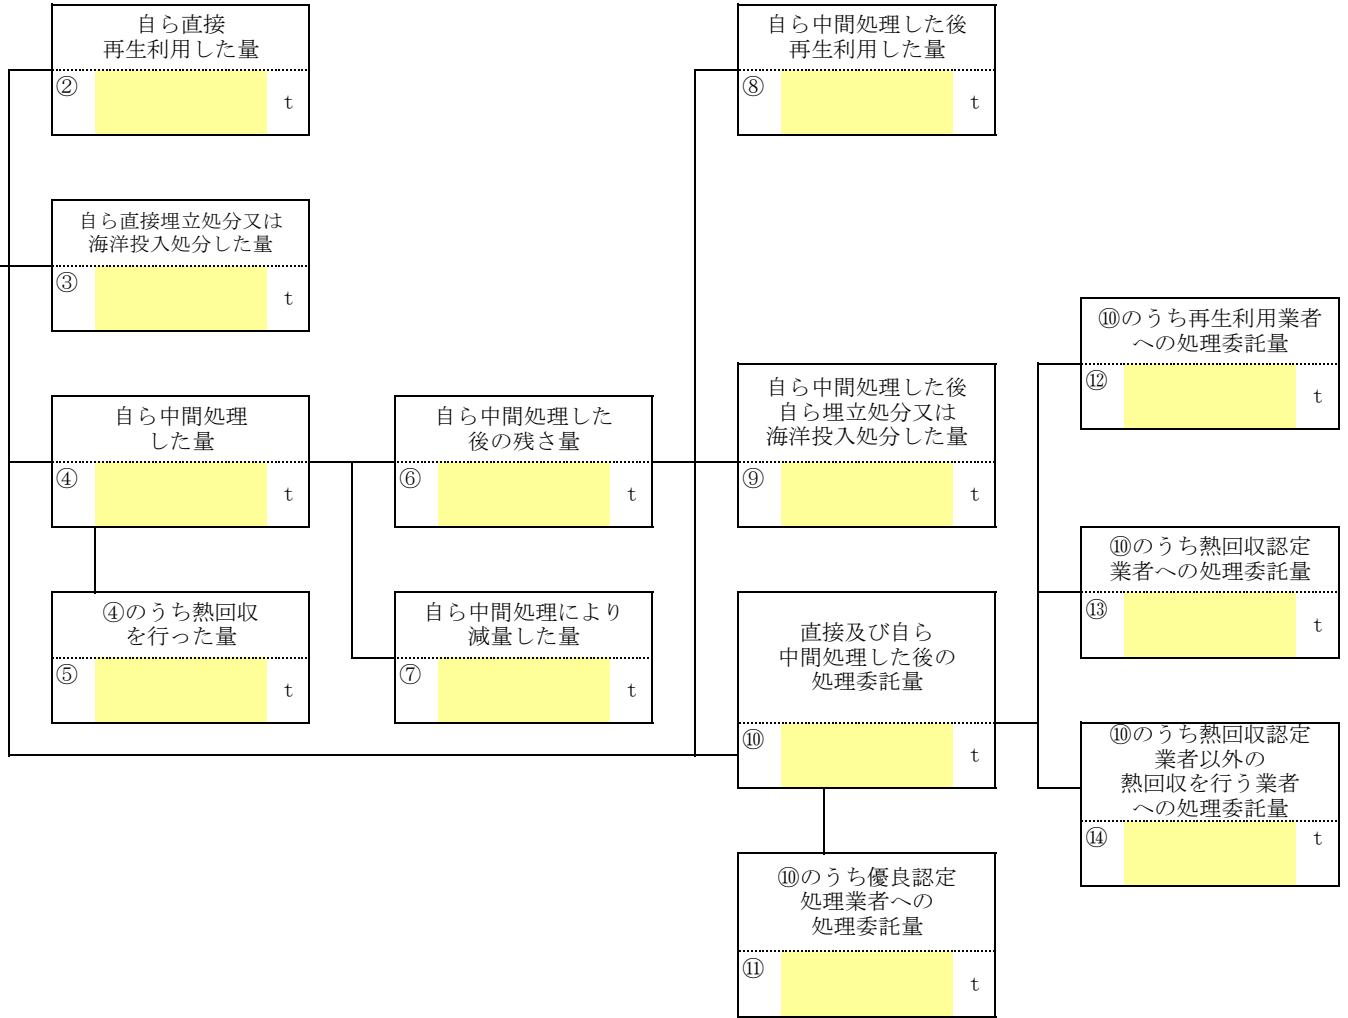 自ら直接
再生利用した量
②
t
自ら中間処理した後
再生利用した量
⑧
t
自ら直接埋立処分又は
海洋投入処分した量
③
t
⑩のうち再生利用業者
への処理委託量
⑫
t
自ら中間処理
した量
④
t
自ら中間処理した
後の残さ量
⑥
t
自ら中間処理した後
自ら埋立処分又は
海洋投入処分した量
⑨
t
⑩のうち熱回収認定
業者への処理委託量
⑬
t
④のうち熱回収
を行った量
⑤
t
自ら中間処理により
減量した量
⑦
t
直接及び自ら
中間処理した後の
処理委託量
⑩
t
⑩のうち熱回収認定
業者以外の
熱回収を行う業者
への処理委託量
⑭
t
⑩のうち優良認定
処理業者への
処理委託量
⑪
t